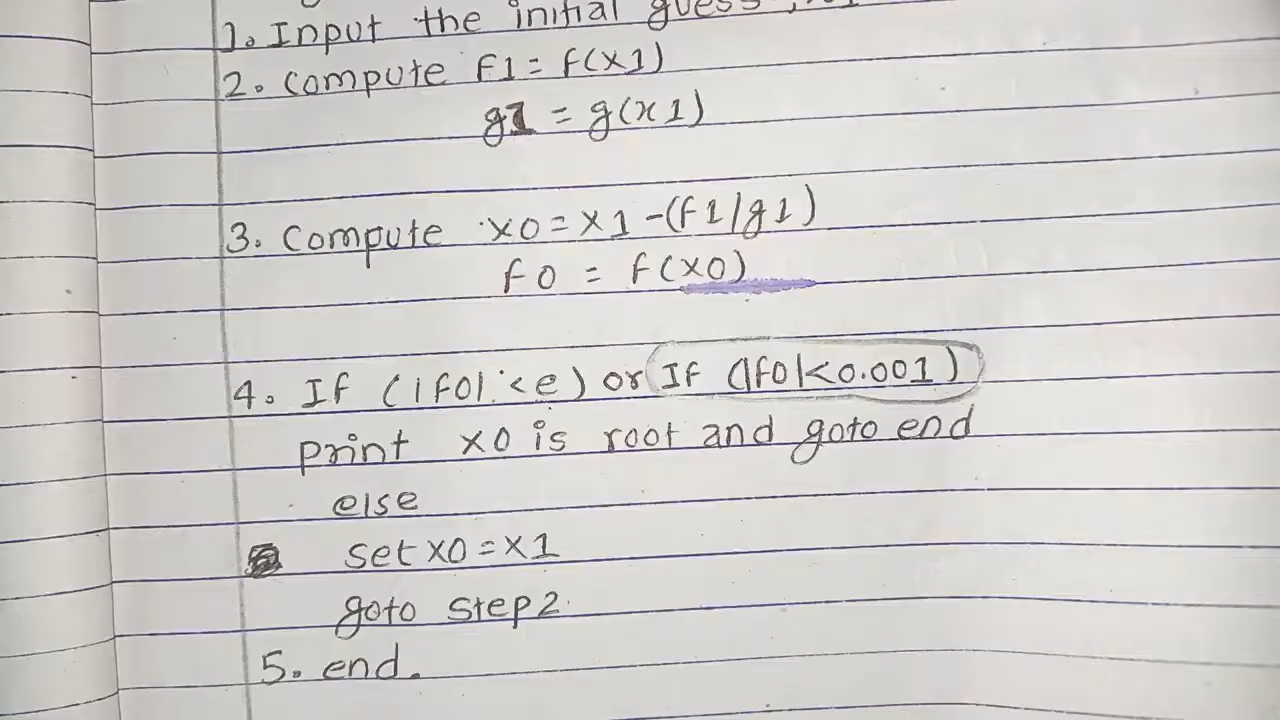 1. Input the initial guess, x1
2. compute f1 = f(x1)
g1 = g(x1)
3. compute x0 = x1 - (f1/g1)
f0 = f(x0)
4. If (|f0| < e) or If (|f0|<0.001)
print x0 is root and goto end
else
set x0 = x1
goto step2.
5. end.